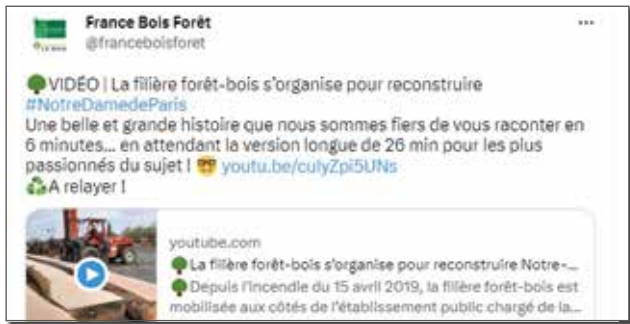 France Bois Forêt
@franceboisforet
🌳VIDÉO | La filière forêt-bois s'organise pour reconstruire
#NotreDamedeParis
Une belle et grande histoire que nous sommes fiers de vous raconter en
6 minutes... en attendant la version longue de 26 min pour les plus
passionnés du sujet ! 🤓 youtu.be/culyZpi5UNs
♻️A relayer !
youtube.com
🌳La filière forêt-bois s'organise pour reconstruire Notre-...
🌳Depuis l'incendie du 15 avril 2019, la filière forêt-bois est
mobilisée aux côtés de l'établissement public chargé de la...